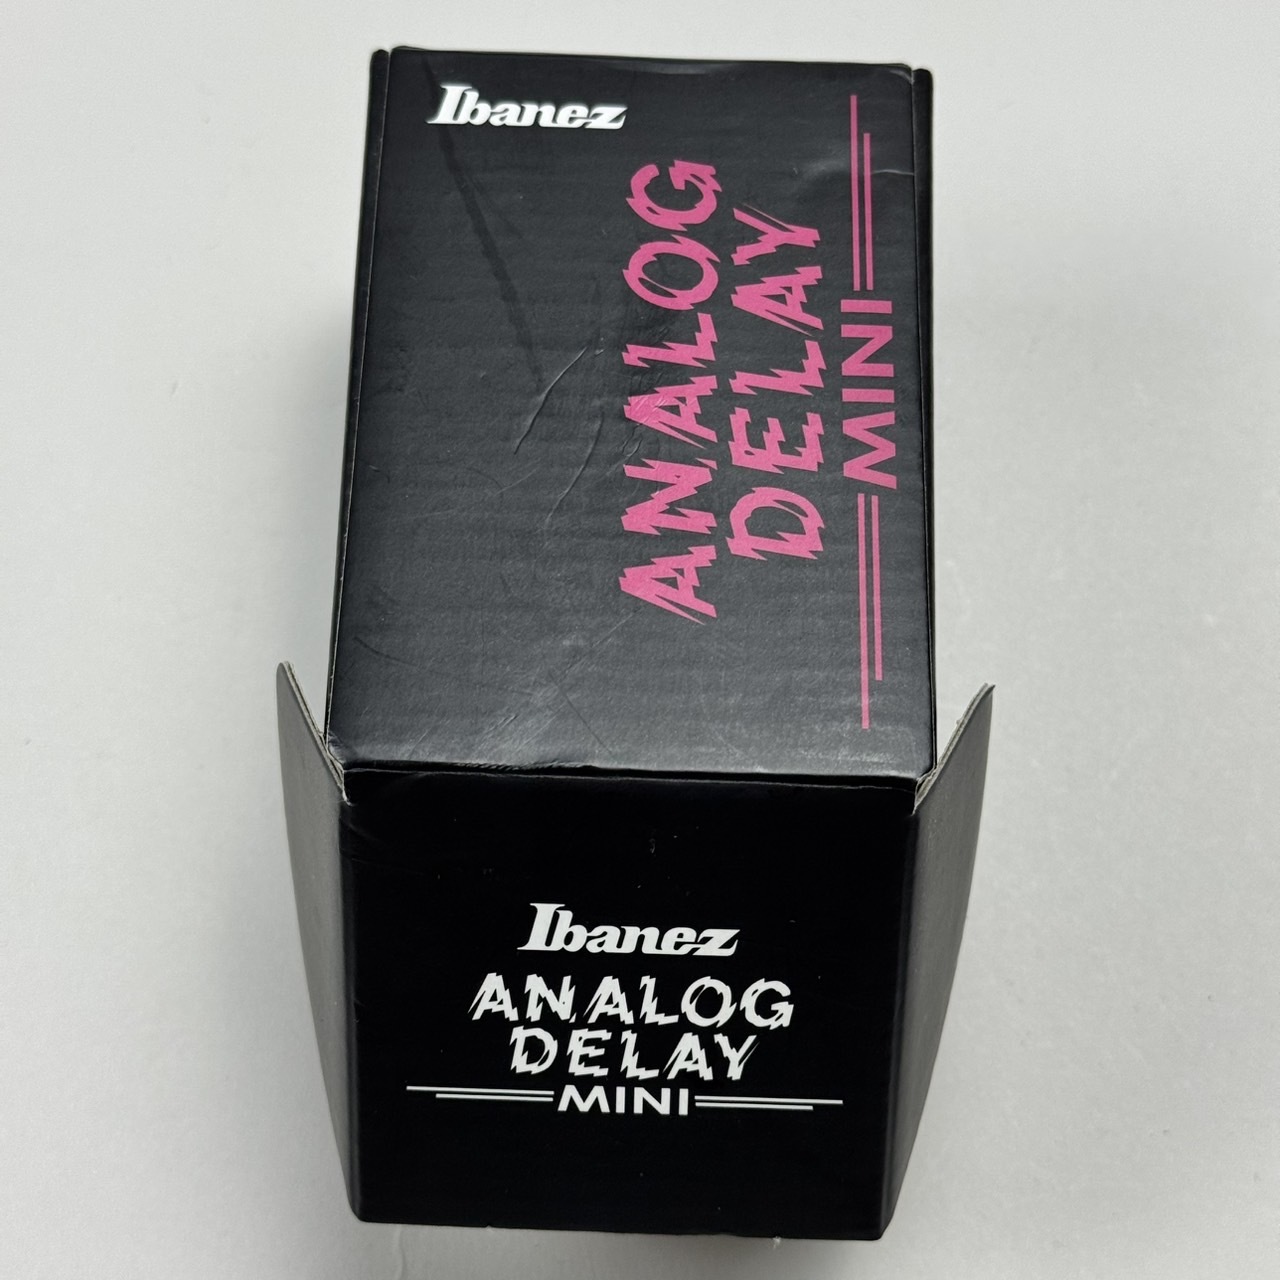 Ibanez
ANALOG
DELAY
MINI
Ibanez
ANALOG
DELAY
MINI